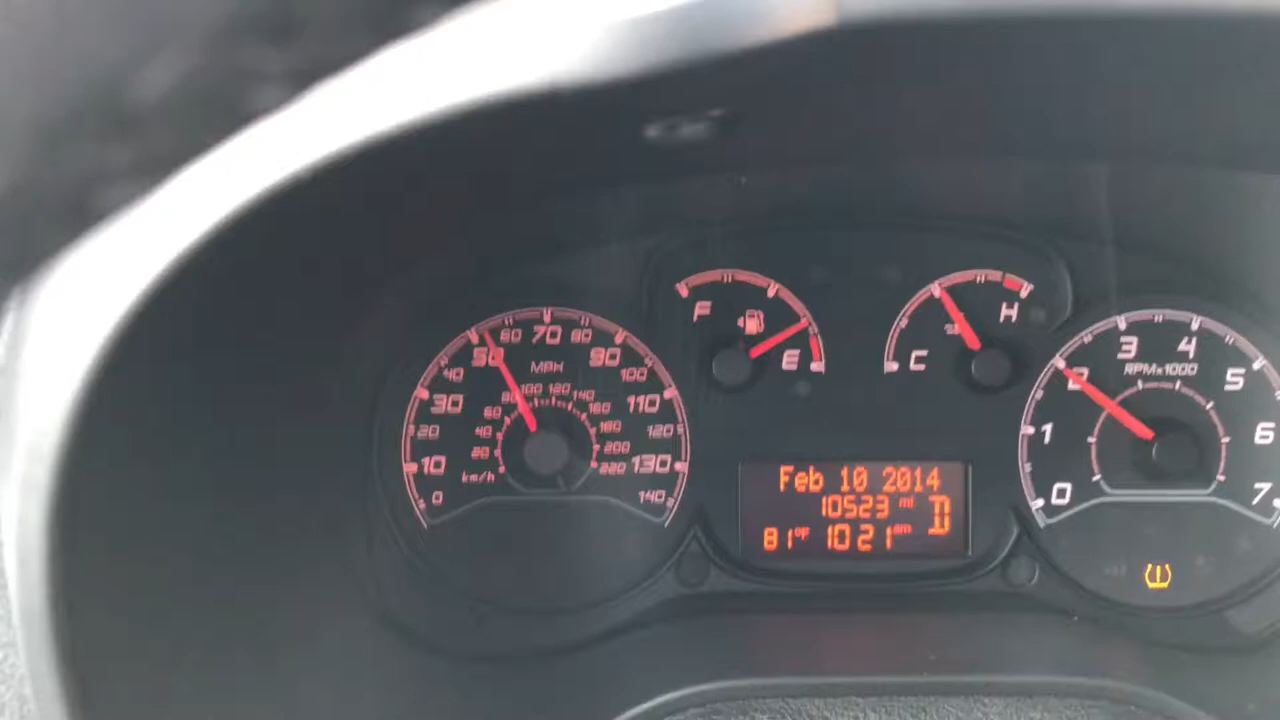 0 10 20 30 40 50 60 70 80 90 100 110 120 130 140
MPH
20 40 60 80 100 120 140 160 180 200 220
km/h
F E
C H
Feb 10 2014
10523 mi D
81°F 10 21 am
0 1 2 3 4 5 6 7
RPMx1000